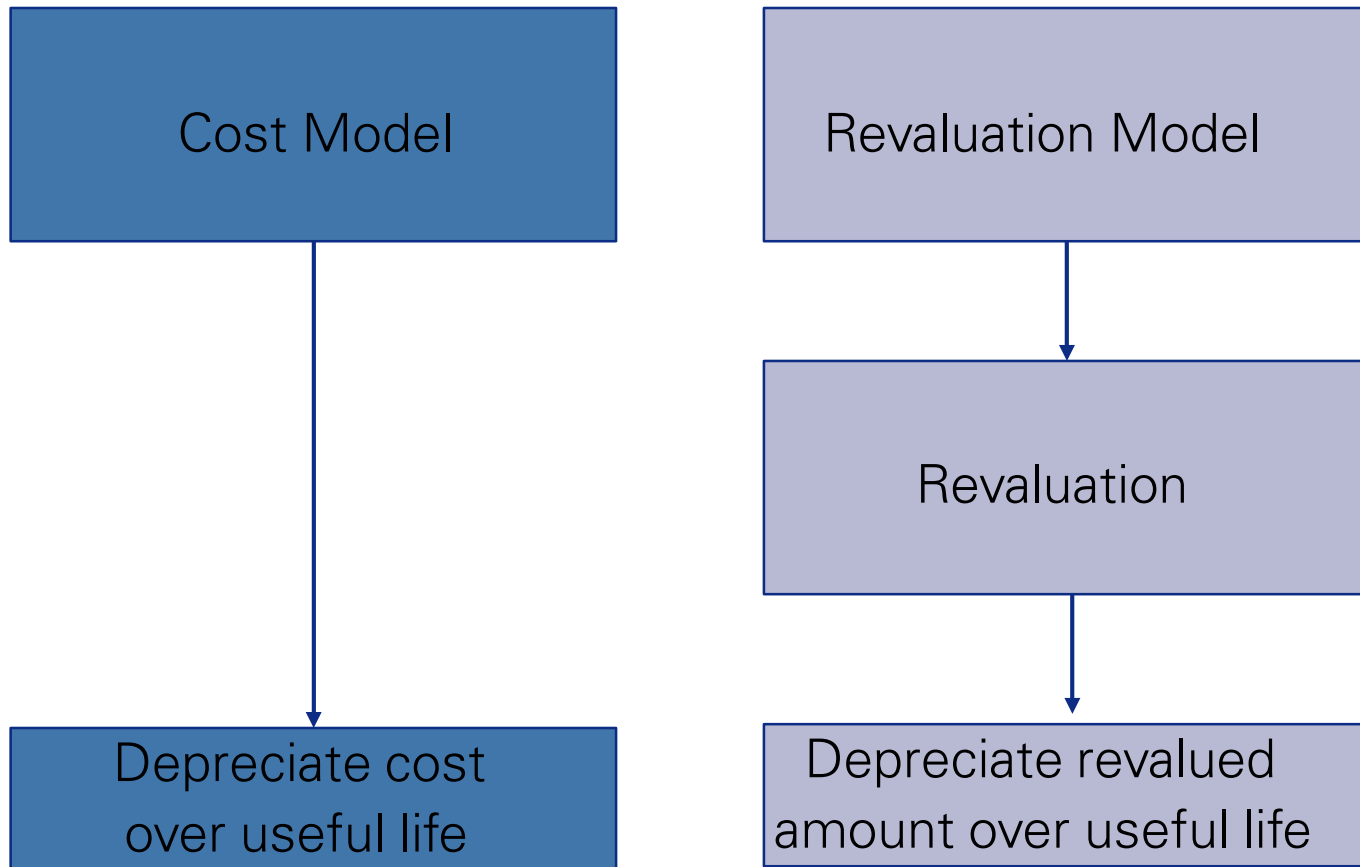 Cost Model
Revaluation Model
Revaluation
Depreciate cost
over useful life
Depreciate revalued
amount over useful life